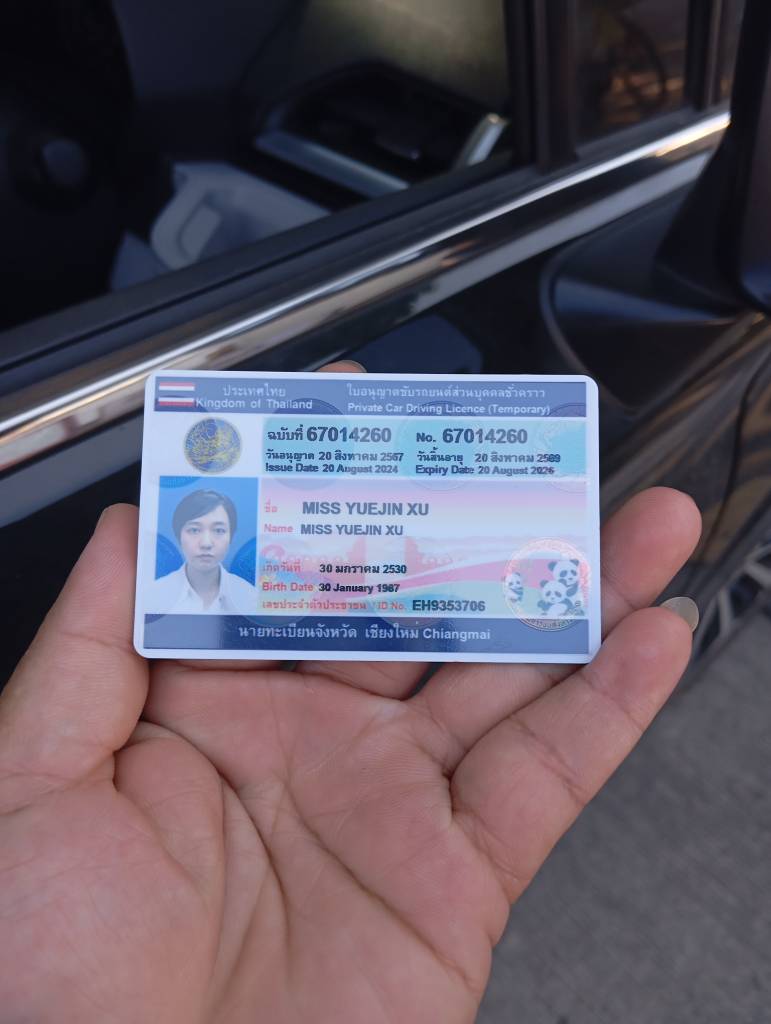 ประเทศไทย
Kingdom of Thailand
ใบอนุญาตขับรถยนต์ส่วนบุคคลชั่วคราว
Private Car Driving Licence (Temporary)
ฉบับที่ 67014260 No. 67014260
วันอนุญาต 20 สิงหาคม 2567 วันสิ้นอายุ 20 สิงหาคม 2569
Issue Date 20 August 2024 Expiry Date 20 August 2026
ชื่อ MISS YUEJIN XU
Name MISS YUEJIN XU
เกิดวันที่ 30 มกราคม 2530
Birth Date 30 January 1987
เลขประจำตัวประชาชน / ID No. EH9353706
นายทะเบียนจังหวัด เชียงใหม่ Chiangmai